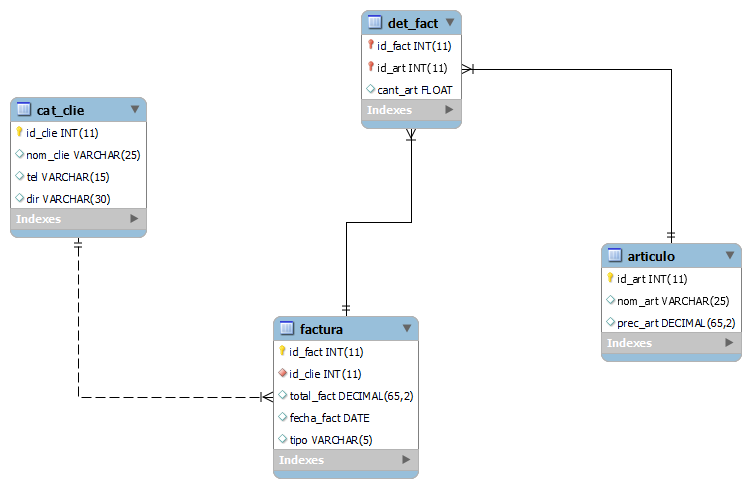 det_fact
id_fact INT(11)
id_art INT(11)
cant_art FLOAT
Indexes
cat_clie
id_clie INT(11)
nom_clie VARCHAR(25)
tel VARCHAR(15)
dir VARCHAR(30)
Indexes
articulo
id_art INT(11)
nom_art VARCHAR(25)
prec_art DECIMAL(65,2)
Indexes
factura
id_fact INT(11)
id_clie INT(11)
total_fact DECIMAL(65,2)
fecha_fact DATE
tipo VARCHAR(5)
Indexes